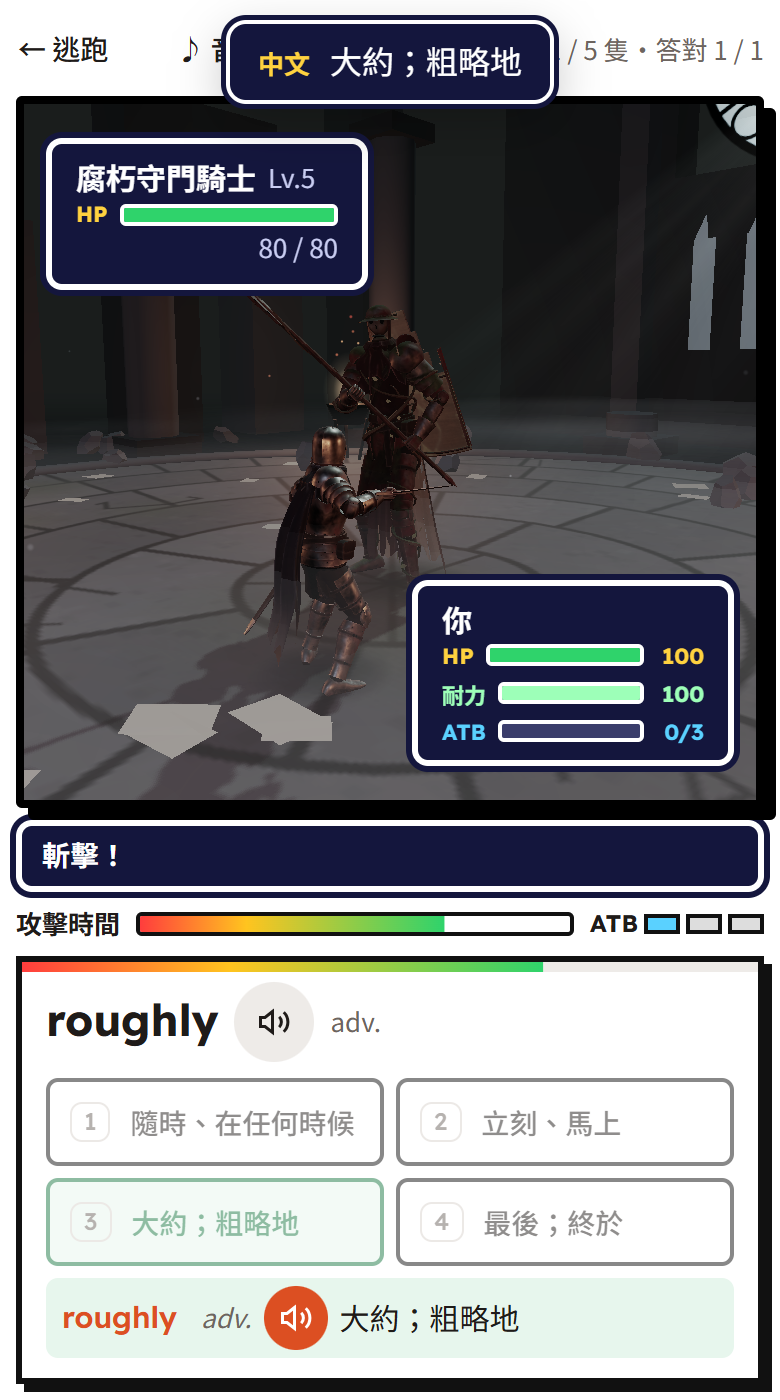 ← 逃跑
♪
中文 大約；粗略地
/ 5 隻・答對 1 / 1
腐朽守門騎士 Lv.5
HP
80 / 80
你
HP 100
耐力 100
ATB 0/3
斬擊！
攻擊時間 ATB
roughly adv.
1 隨時、在任何時候
2 立刻、馬上
3 大約；粗略地
4 最後；終於
roughly adv. 大約；粗略地